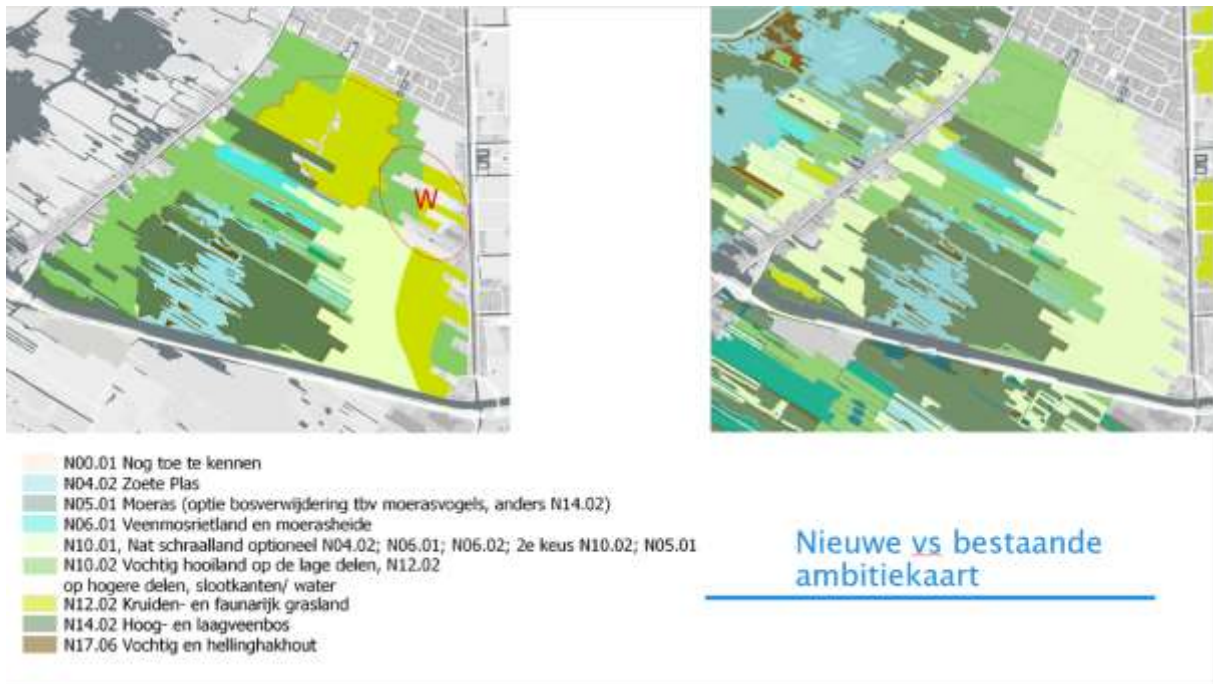 W
N00.01 Nog toe te kennen
N04.02 Zoete Plas
N05.01 Moeras (optie bosverwijdering tbv moerasvogels, anders N14.02)
N06.01 Veenmosrietland en moerasheide
N10.01, Nat schraalland optioneel N04.02; N06.01; N06.02; 2e keus N10.02; N05.01
N10.02 Vochtig hooiland op de lage delen, N12.02
op hogere delen, slootkanten/ water
N12.02 Kruiden- en faunarijk grasland
N14.02 Hoog- en laagveenbos
N17.06 Vochtig en hellinghakhout
Nieuwe vs bestaande
ambitiekaart